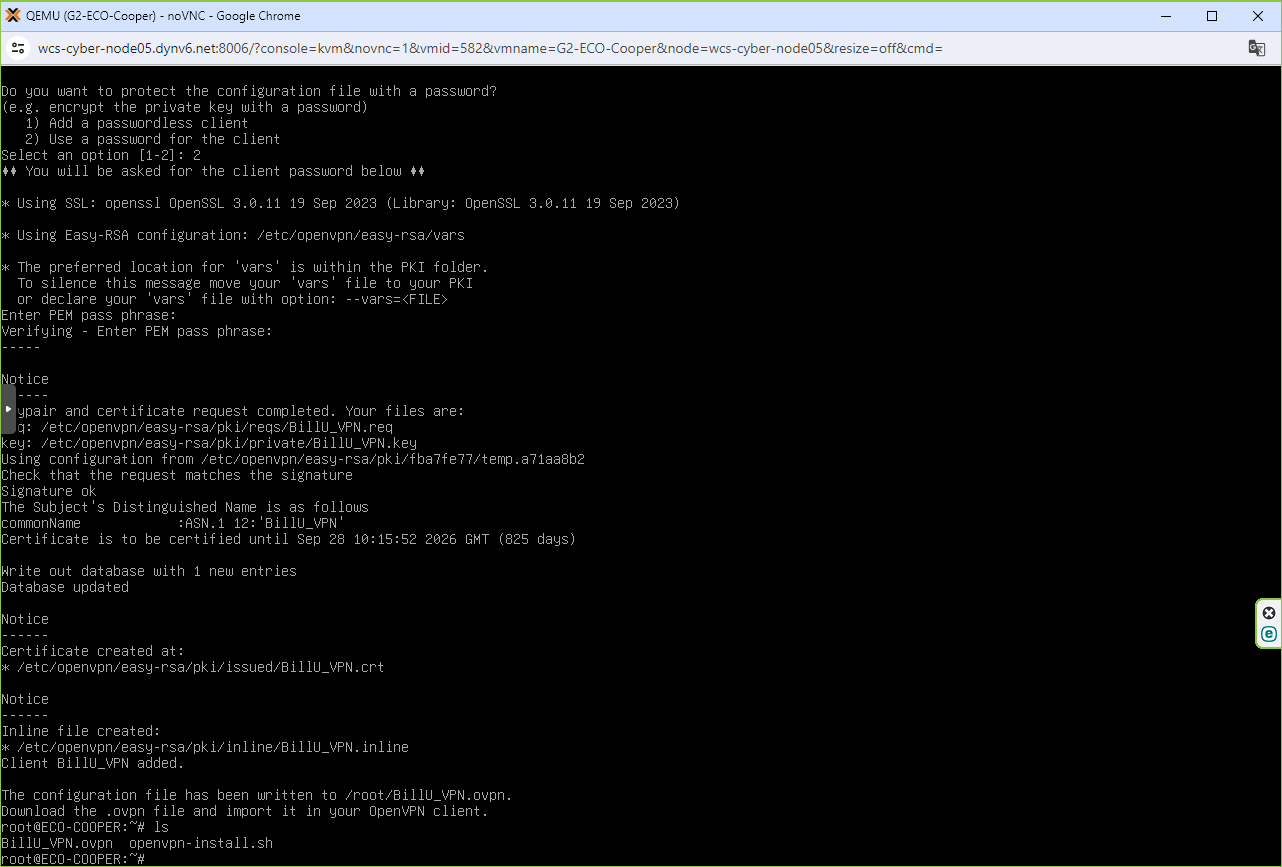 QEMU (G2-ECO-Cooper) - noVNC - Google Chrome
wcs-cyber-node05.dynv6.net:8006/?console=kvm&novnc=1&vmid=582&vmname=G2-ECO-Cooper&node=wcs-cyber-node05&resize=off&cmd=
Do you want to protect the configuration file with a password?
(e.g. encrypt the private key with a password)
   1) Add a passwordless client
   2) Use a password for the client
Select an option [1-2]: 2
♦♦ You will be asked for the client password below ♦♦

* Using SSL: openssl OpenSSL 3.0.11 19 Sep 2023 (Library: OpenSSL 3.0.11 19 Sep 2023)

* Using Easy-RSA configuration: /etc/openvpn/easy-rsa/vars

* The preferred location for 'vars' is within the PKI folder.
  To silence this message move your 'vars' file to your PKI
  or declare your 'vars' file with option: --vars=<FILE>
Enter PEM pass phrase:
Verifying - Enter PEM pass phrase:
-----

Notice
----
ypair and certificate request completed. Your files are:
q: /etc/openvpn/easy-rsa/pki/reqs/BillU_VPN.req
key: /etc/openvpn/easy-rsa/pki/private/BillU_VPN.key
Using configuration from /etc/openvpn/easy-rsa/pki/fba7fe77/temp.a71aa8b2
Check that the request matches the signature
Signature ok
The Subject's Distinguished Name is as follows
commonName            :ASN.1 12:'BillU_VPN'
Certificate is to be certified until Sep 28 10:15:52 2026 GMT (825 days)

Write out database with 1 new entries
Database updated

Notice
------
Certificate created at:
* /etc/openvpn/easy-rsa/pki/issued/BillU_VPN.crt

Notice
------
Inline file created:
* /etc/openvpn/easy-rsa/pki/inline/BillU_VPN.inline
Client BillU_VPN added.

The configuration file has been written to /root/BillU_VPN.ovpn.
Download the .ovpn file and import it in your OpenVPN client.
root@ECO-COOPER:~# ls
BillU_VPN.ovpn  openvpn-install.sh
root@ECO-COOPER:~#